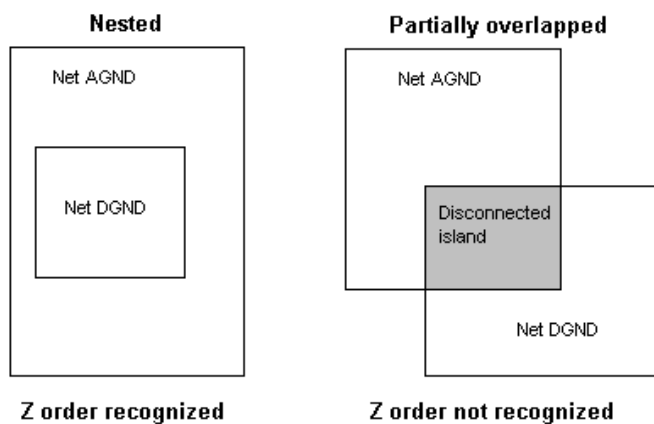 Nested
Net AGND
Net DGND
Z order recognized
Partially overlapped
Net AGND
Disconnected
island
Net DGND
Z order not recognized